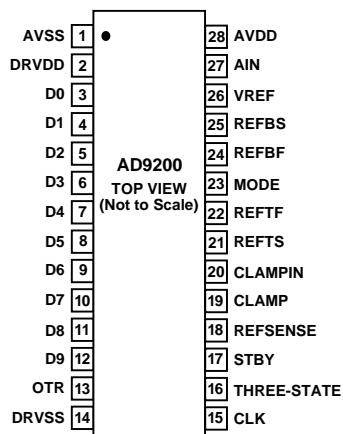 AVSS 1 28 AVDD
DRVDD 2 27 AIN
D0 3 26 VREF
D1 4 25 REFBS
D2 5 24 REFBF
AD9200
D3 6 23 MODE
TOP VIEW
(Not to Scale)
D4 7 22 REFTF
D5 8 21 REFTS
D6 9 20 CLAMPIN
D7 10 19 CLAMP
D8 11 18 REFSENSE
D9 12 17 STBY
OTR 13 16 THREE-STATE
DRVSS 14 15 CLK